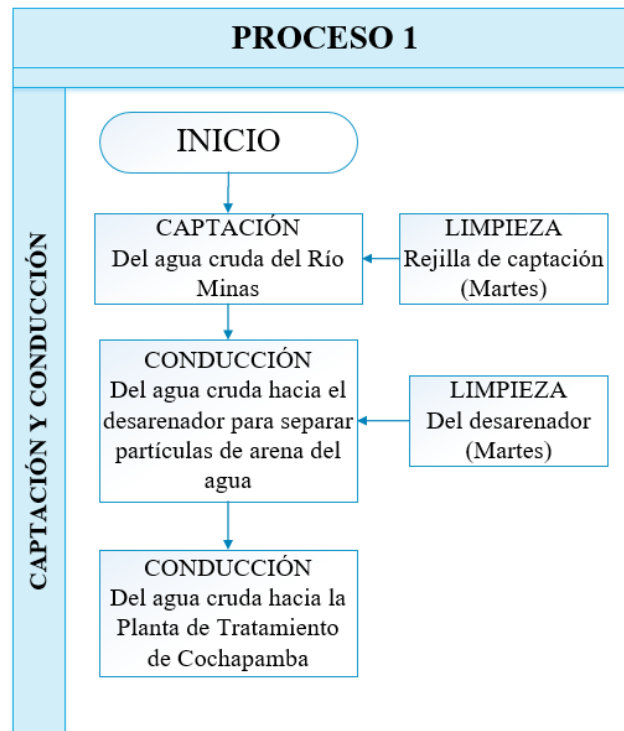 PROCESO 1
CAPTACIÓN Y CONDUCCIÓN
INICIO
CAPTACIÓN
Del agua cruda del Río
Minas
LIMPIEZA
Rejilla de captación
(Martes)
CONDUCCIÓN
Del agua cruda hacia el
desarenador para separar
partículas de arena del
agua
LIMPIEZA
Del desarenador
(Martes)
CONDUCCIÓN
Del agua cruda hacia la
Planta de Tratamiento
de Cochapamba